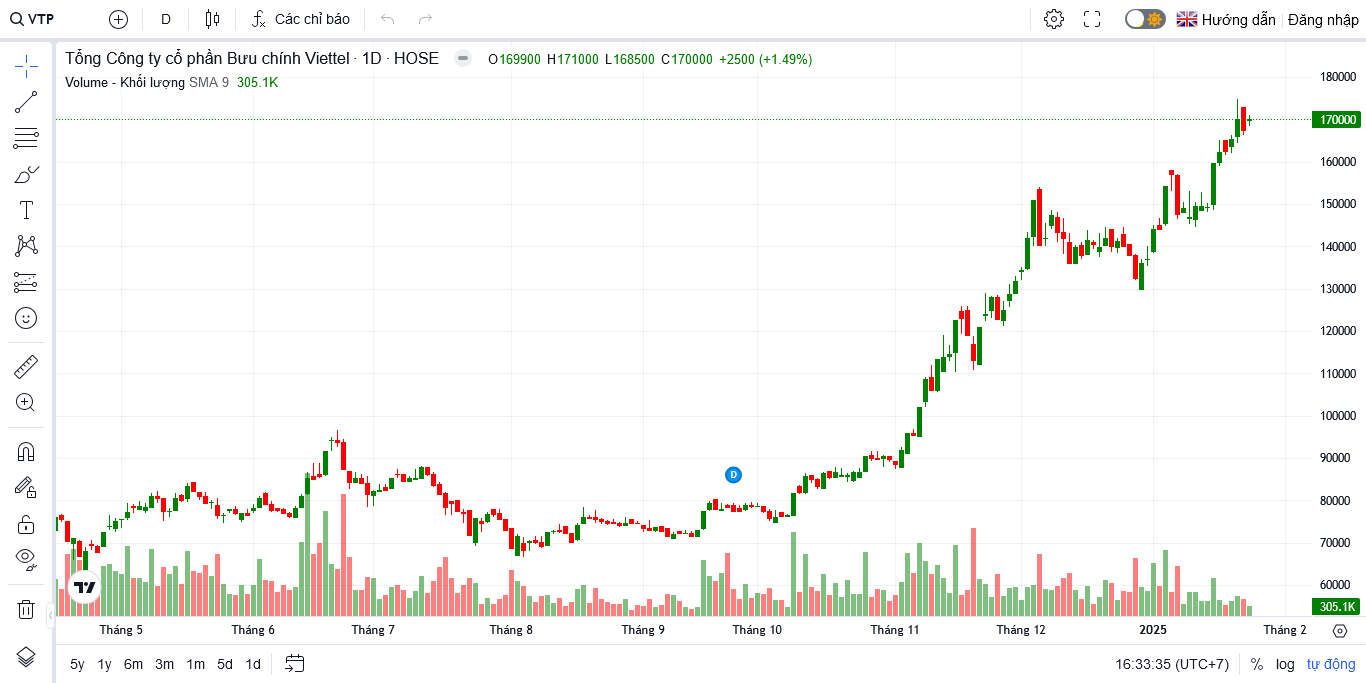 VTP D Các chỉ báo Hướng dẫn Đăng nhập
Tổng Công ty cổ phần Bưu chính Viettel · 1D · HOSE O169900 H171000 L168500 C170000 +2500 (+1.49%)
Volume - Khối lượng SMA 9 305.1K
180000
170000
160000
150000
140000
130000
120000
110000
100000
90000
D
80000
70000
60000
305.1K
Tháng 5 Tháng 6 Tháng 7 Tháng 8 Tháng 9 Tháng 10 Tháng 11 Tháng 12 2025 Tháng 2
5y 1y 6m 3m 1m 5d 1d 16:33:35 (UTC+7) % log tự động